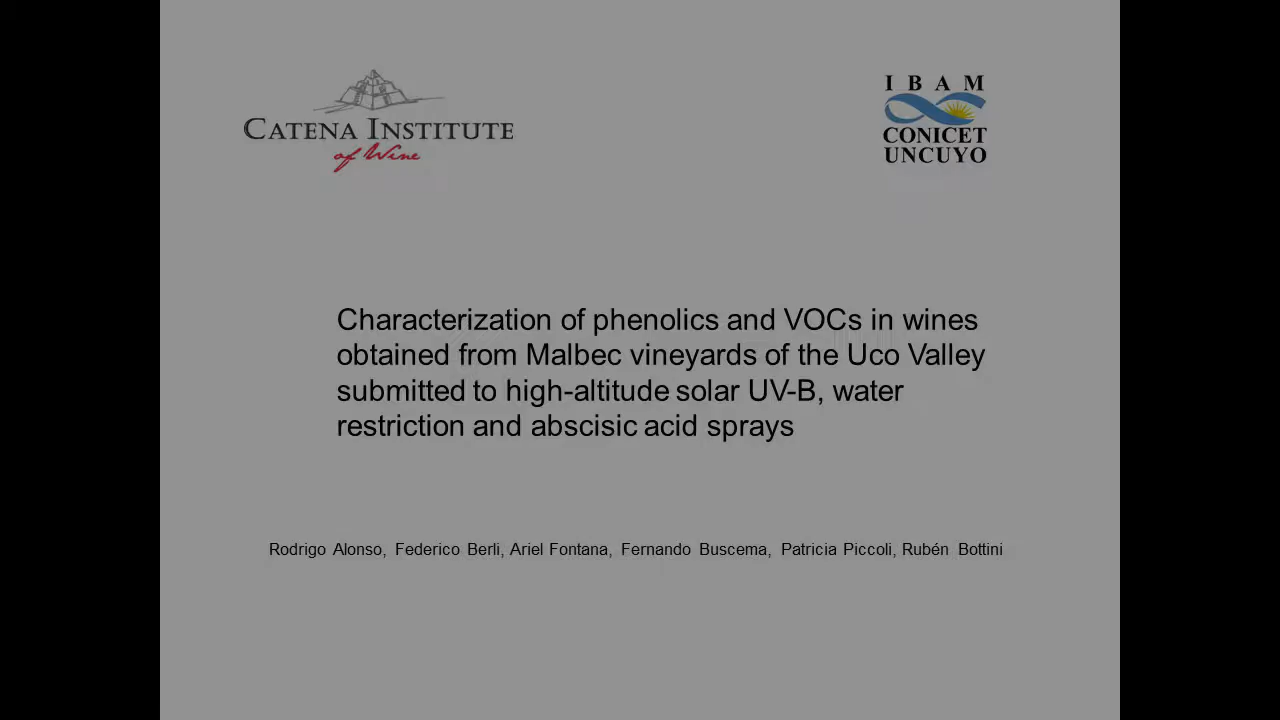 CATENA INSTITUTE
of Wine
IBAM
CONICET
UNCUYO
Characterization of phenolics and VOCs in wines
obtained from Malbec vineyards of the Uco Valley
submitted to high-altitude solar UV-B, water
restriction and abscisic acid sprays
Rodrigo Alonso, Federico Berli, Ariel Fontana, Fernando Buscema, Patricia Piccoli, Rubén Bottini